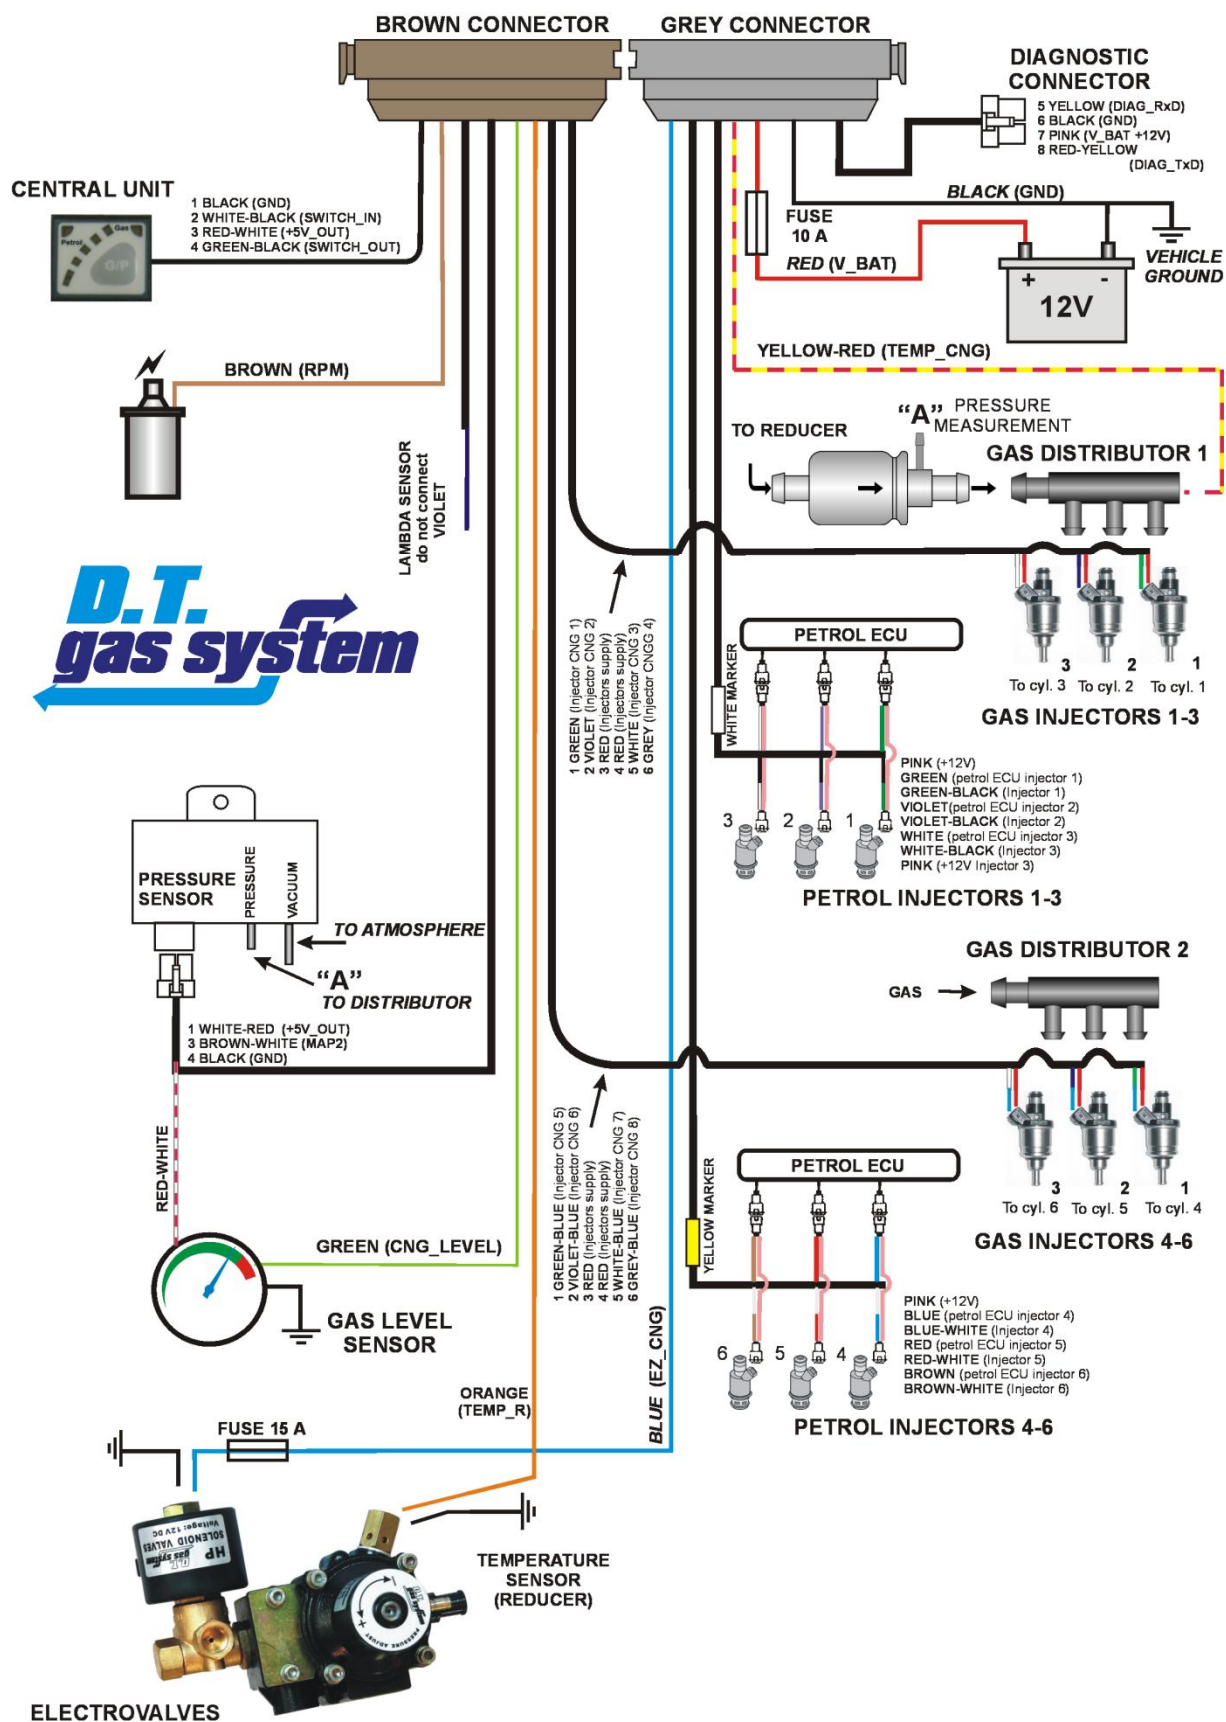 BROWN CONNECTOR
GREY CONNECTOR
DIAGNOSTIC
CONNECTOR
5 YELLOW (DIAG_RxD)
6 BLACK (GND)
7 PINK (V_BAT +12V)
8 RED-YELLOW
(DIAG_TxD)
CENTRAL UNIT
Petrol
Gas
G/P
1 BLACK (GND)
2 WHITE-BLACK (SWITCH_IN)
3 RED-WHITE (+5V_OUT)
4 GREEN-BLACK (SWITCH_OUT)
BLACK (GND)
FUSE
10 A
RED (V_BAT)
VEHICLE
GROUND
+ -
12V
YELLOW-RED (TEMP_CNG)
BROWN (RPM)
LAMBDA SENSOR
do not connect
VIOLET
"A" PRESSURE
MEASUREMENT
TO REDUCER
GAS DISTRIBUTOR 1
D.T.
gas system
1 GREEN (Injector CNG 1)
2 VIOLET (Injector CNG 2)
3 RED (Injectors supply)
4 RED (Injectors supply)
5 WHITE (Injector CNG 3)
6 GREY (Injector CNG4 4)
3 2 1
To cyl. 3 To cyl. 2 To cyl. 1
GAS INJECTORS 1-3
PETROL ECU
WHITE MARKER
PINK (+12V)
GREEN (petrol ECU injector 1)
GREEN-BLACK (Injector 1)
VIOLET(petrol ECU injector 2)
VIOLET-BLACK (Injector 2)
WHITE (petrol ECU injector 3)
WHITE-BLACK (Injector 3)
PINK (+12V Injector 3)
3 2 1
PETROL INJECTORS 1-3
PRESSURE
SENSOR
PRESSURE
VACUUM
TO ATMOSPHERE
"A"
TO DISTRIBUTOR
1 WHITE-RED (+5V_OUT)
3 BROWN-WHITE (MAP2)
4 BLACK (GND)
GAS DISTRIBUTOR 2
GAS
RED-WHITE
1 GREEN-BLUE (Injector CNG 5)
2 VIOLET-BLUE (Injector CNG 6)
3 RED (Injectors supply)
4 RED (Injectors supply)
5 WHITE-BLUE (Injector CNG 7)
6 GREY-BLUE (Injector CNG 8)
3 2 1
To cyl. 6 To cyl. 5 To cyl. 4
GAS INJECTORS 4-6
PETROL ECU
YELLOW MARKER
GREEN (CNG_LEVEL)
GAS LEVEL
SENSOR
PINK (+12V)
BLUE (petrol ECU injector 4)
BLUE-WHITE (Injector 4)
RED (petrol ECU injector 5)
RED-WHITE (Injector 5)
BROWN (petrol ECU injector 6)
BROWN-WHITE (Injector 6)
6 5 4
PETROL INJECTORS 4-6
BLUE (EZ_CNG)
ORANGE
(TEMP_R)
FUSE 15 A
HP
D.T. gas system
SOLENOID VALVES
Voltage: 12V DC
+ -
PRESSURE ADJUST
TEMPERATURE
SENSOR
(REDUCER)
ELECTROVALVES